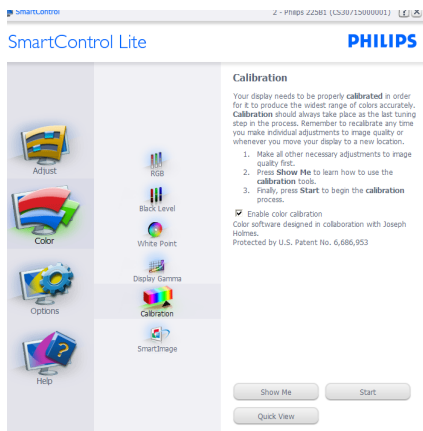 SmartControl
2 - Philips 225B1 (CS30715000001)
SmartControl Lite
PHILIPS
Adjust
Color
Options
Help
RGB
Black Level
White Point
Display Gamma
Calibration
SmartImage
Calibration
Your display needs to be properly calibrated in order
for it to produce the widest range of colors accurately.
Calibration should always take place as the last tuning
step in the process. Remember to recalibrate any time
you make individual adjustments to image quality or
whenever you move your display to a new location.
1. Make all other necessary adjustments to image
quality first.
2. Press Show Me to learn how to use the
calibration tools.
3. Finally, press Start to begin the calibration
process.
Enable color calibration
Color software designed in collaboration with Joseph
Holmes.
Protected by U.S. Patent No. 6,686,953
Show Me
Start
Quick View